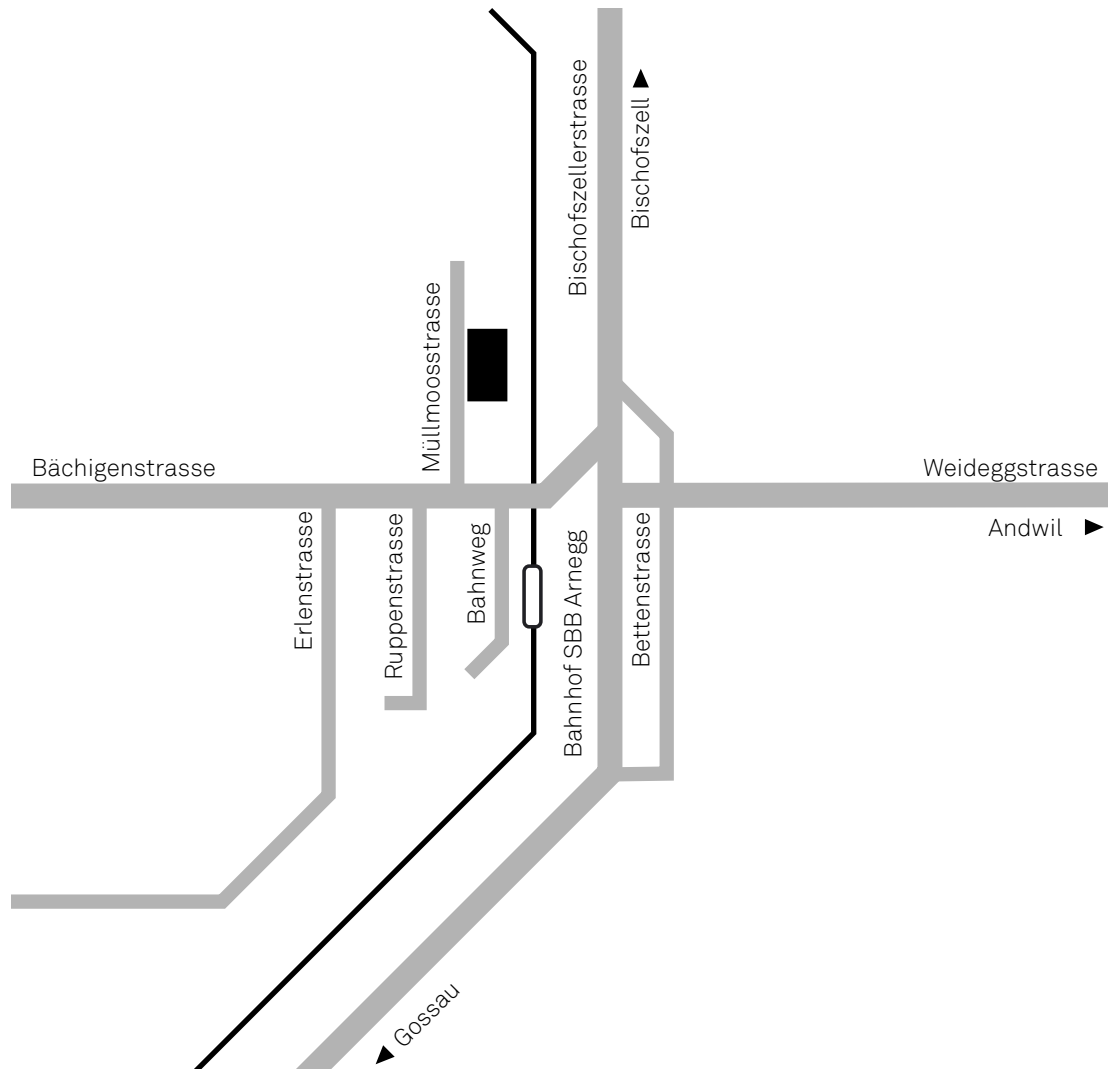 Bischofszellerstrasse
Bischofszell
Müllmoosstrasse
Bächigenstrasse
Weideggstrasse
Andwil
Erlenstrasse
Ruppenstrasse
Bahnweg
Bahnhof SBB Arnegg
Bettenstrasse
Gossau